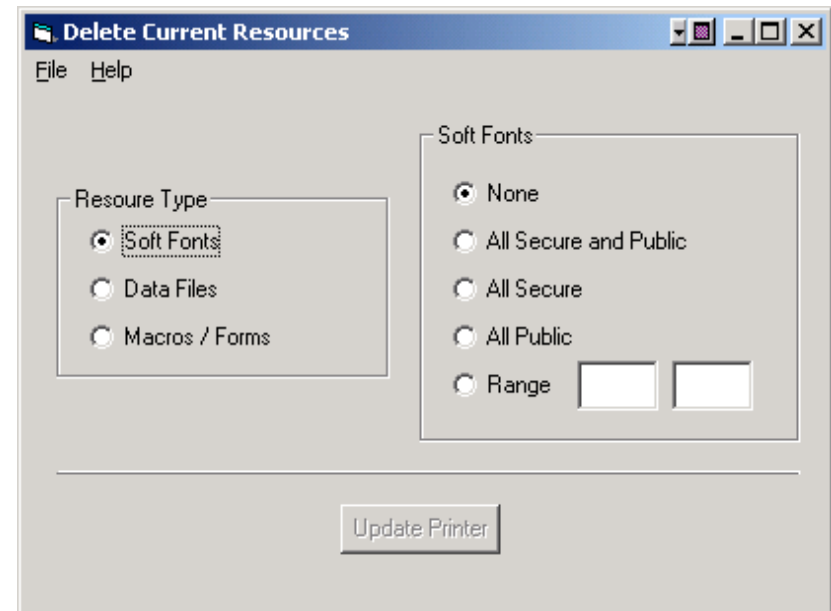 Delete Current Resources
File Help
Resoure Type
Soft Fonts
Data Files
Macros / Forms
Soft Fonts
None
All Secure and Public
All Secure
All Public
Range
Update Printer